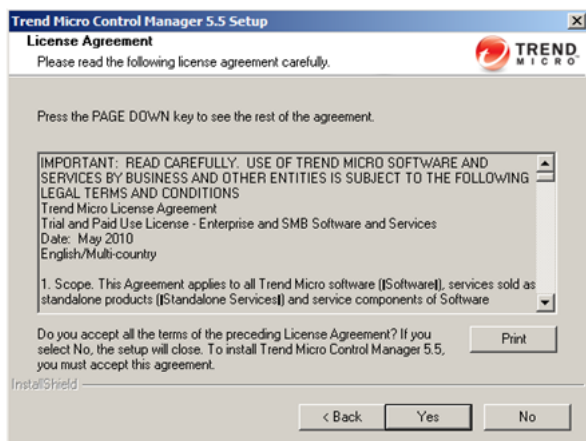 Trend Micro Control Manager 5.5 Setup
License Agreement
Please read the following license agreement carefully.
TREND
MICRO
Press the PAGE DOWN key to see the rest of the agreement.
IMPORTANT: READ CAREFULLY. USE OF TREND MICRO SOFTWARE AND
SERVICES BY BUSINESS AND OTHER ENTITIES IS SUBJECT TO THE FOLLOWING
LEGAL TERMS AND CONDITIONS
Trend Micro License Agreement
Trial and Paid Use License - Enterprise and SMB Software and Services
Date: May 2010
English/Multi-country
1. Scope. This Agreement applies to all Trend Micro software (|Software|), services sold as
standalone products (|Standalone Services|) and service components of Software
Do you accept all the terms of the preceding License Agreement? If you
select No, the setup will close. To install Trend Micro Control Manager 5.5,
you must accept this agreement.
Print
InstallShield
< Back
Yes
No